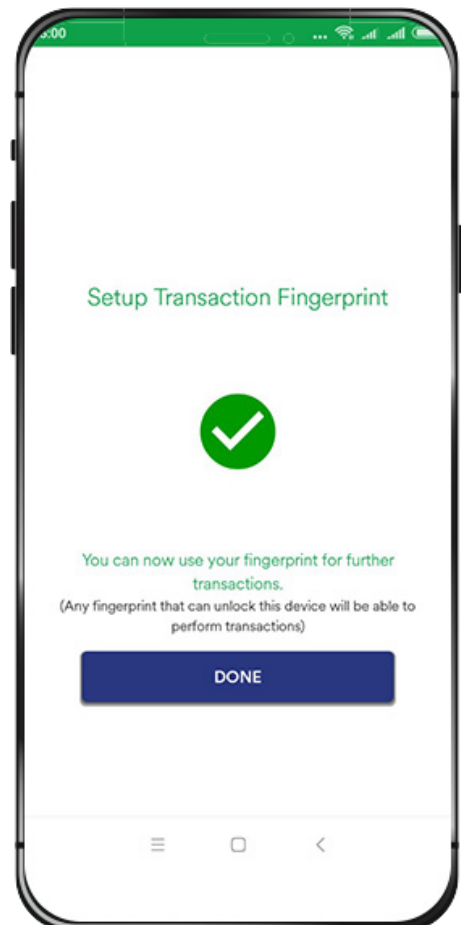 Setup Transaction Fingerprint
You can now use your fingerprint for further
transactions.
(Any fingerprint that can unlock this device will be able to
perform transactions)
DONE